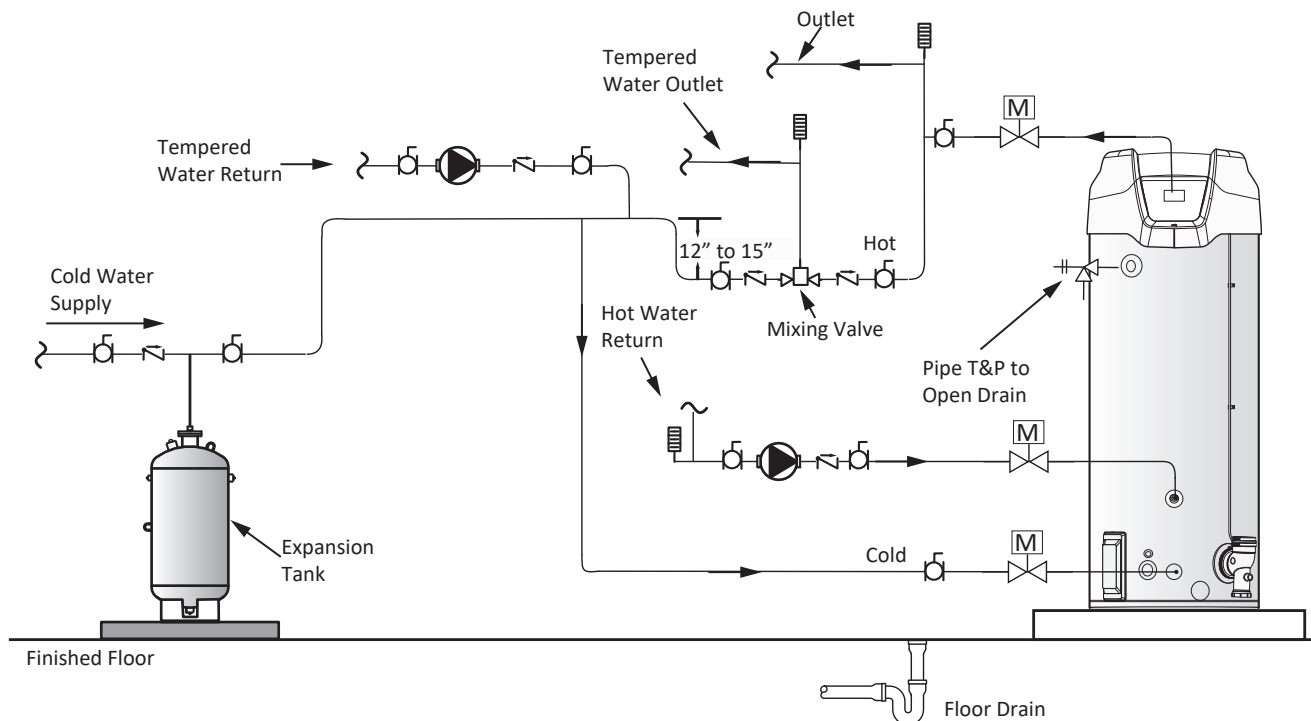 Outlet
Tempered
Water Outlet
M
Tempered
Water Return
12” to 15”
Hot
Cold Water
Supply
Hot Water
Return
Mixing Valve
Pipe T&P to
Open Drain
M
Expansion
Tank
Cold
M
Finished Floor
Floor Drain